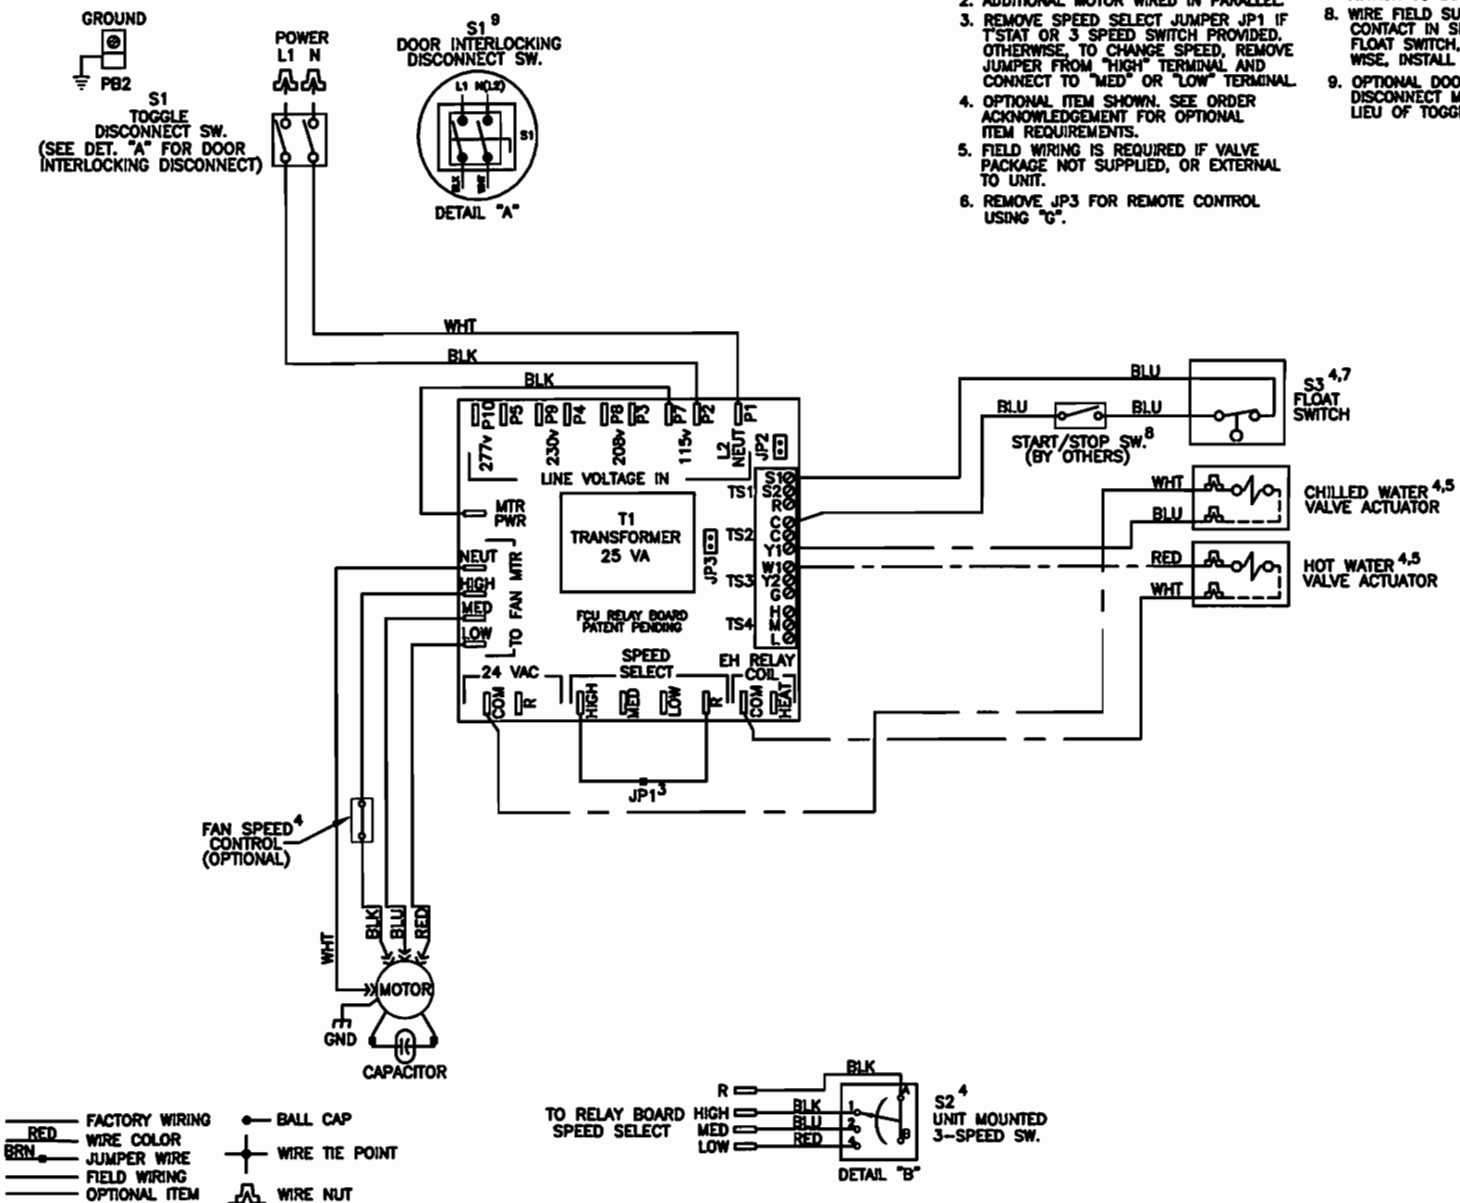 GROUND
PB2
POWER
L1 N
S1
TOGGLE
DISCONNECT SW.
(SEE DET. "A" FOR DOOR
INTERLOCKING DISCONNECT)
S1 9
DOOR INTERLOCKING
DISCONNECT SW.
L1 N(L2)
S1
BLK WHT
DETAIL "A"
2. ADDITIONAL MOTOR WIRED IN PARALLEL.
3. REMOVE SPEED SELECT JUMPER JP1 IF
T'STAT OR 3 SPEED SWITCH PROVIDED.
OTHERWISE, TO CHANGE SPEED, REMOVE
JUMPER FROM "HIGH" TERMINAL AND
CONNECT TO "MED" OR "LOW" TERMINAL.
4. OPTIONAL ITEM SHOWN. SEE ORDER
ACKNOWLEDGEMENT FOR OPTIONAL
ITEM REQUIREMENTS.
5. FIELD WIRING IS REQUIRED IF VALVE
PACKAGE NOT SUPPLIED, OR EXTERNAL
TO UNIT.
6. REMOVE JP3 FOR REMOTE CONTROL
USING "G".
8. WIRE FIELD SU
CONTACT IN S
FLOAT SWITCH,
WISE, INSTALL
9. OPTIONAL DOO
DISCONNECT M
LIEU OF TOGG
WHT
BLK
BLK
P10 P5 P9 P4 P8 P3 P7 P2 P1
277v 230v 208v 115v L2 NEUT JP2
LINE VOLTAGE IN
MTR
PWR
NEUT
HIGH
MED
LOW
TO FAN MTR
T1
TRANSFORMER
25 VA
JP3
FCU RELAY BOARD
PATENT PENDING
TS1
S1
S2
R
TS2
C
C
Y1
TS3
W1
Y2
G
TS4
H
M
L
24 VAC
COM R
SPEED
SELECT
HIGH MED LOW R
EH RELAY
COIL
COM HEAT
JP1 3
BLU
BLU
BLU
START/STOP SW. 8
(BY OTHERS)
S3 4,7
FLOAT
SWITCH
WHT
BLU
CHILLED WATER 4,5
VALVE ACTUATOR
RED
WHT
HOT WATER 4,5
VALVE ACTUATOR
FAN SPEED 4
CONTROL
(OPTIONAL)
WHT BLK BLU RED
MOTOR
GND
CAPACITOR
TO RELAY BOARD
SPEED SELECT
R
HIGH
MED
LOW
BLK
BLK
BLU
RED
1
2
4
A
B
S2 4
UNIT MOUNTED
3-SPEED SW.
DETAIL "B"
FACTORY WIRING
RED WIRE COLOR
BRN JUMPER WIRE
FIELD WIRING
OPTIONAL ITEM
BALL CAP
WIRE TIE POINT
WIRE NUT